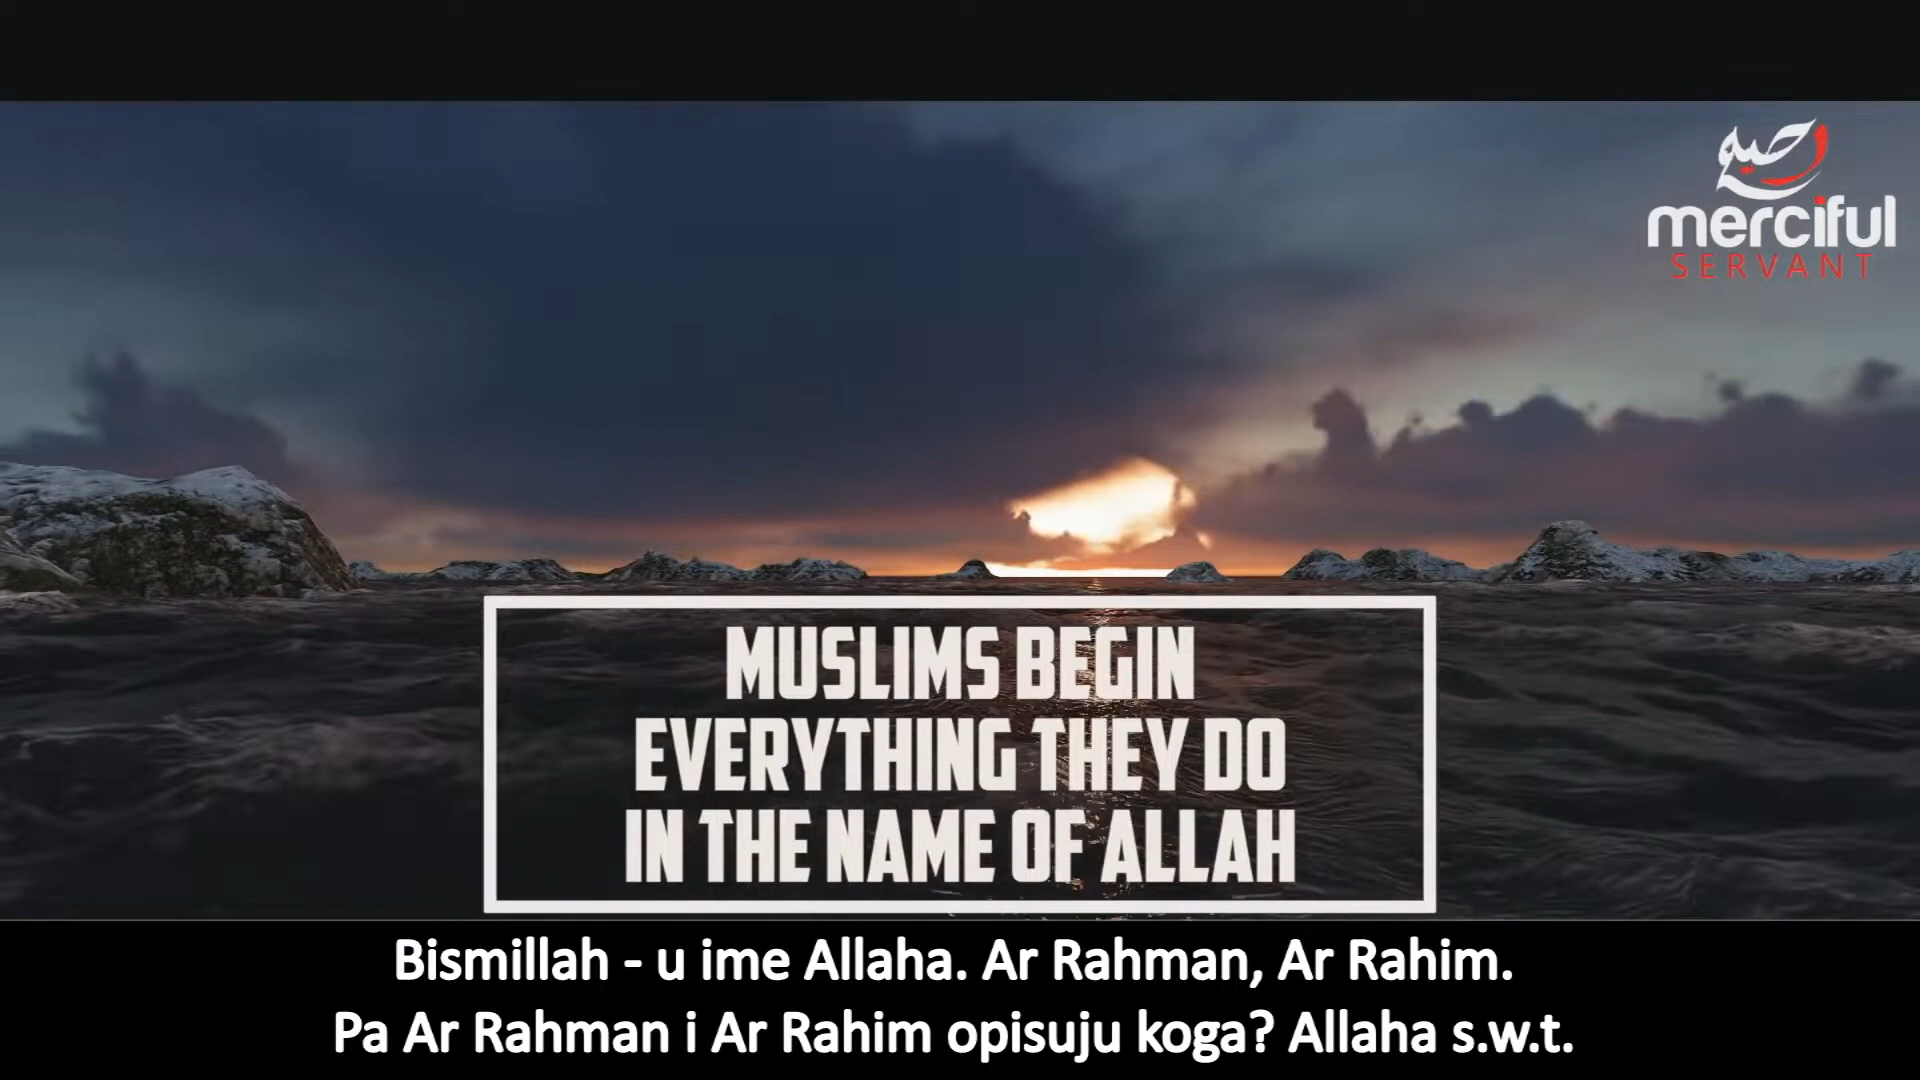 رحيم
merciful
SERVANT
MUSLIMS BEGIN
EVERYTHING THEY DO
IN THE NAME OF ALLAH
Bismillah - u ime Allaha. Ar Rahman, Ar Rahim.
Pa Ar Rahman i Ar Rahim opisuju koga? Allaha s.w.t.